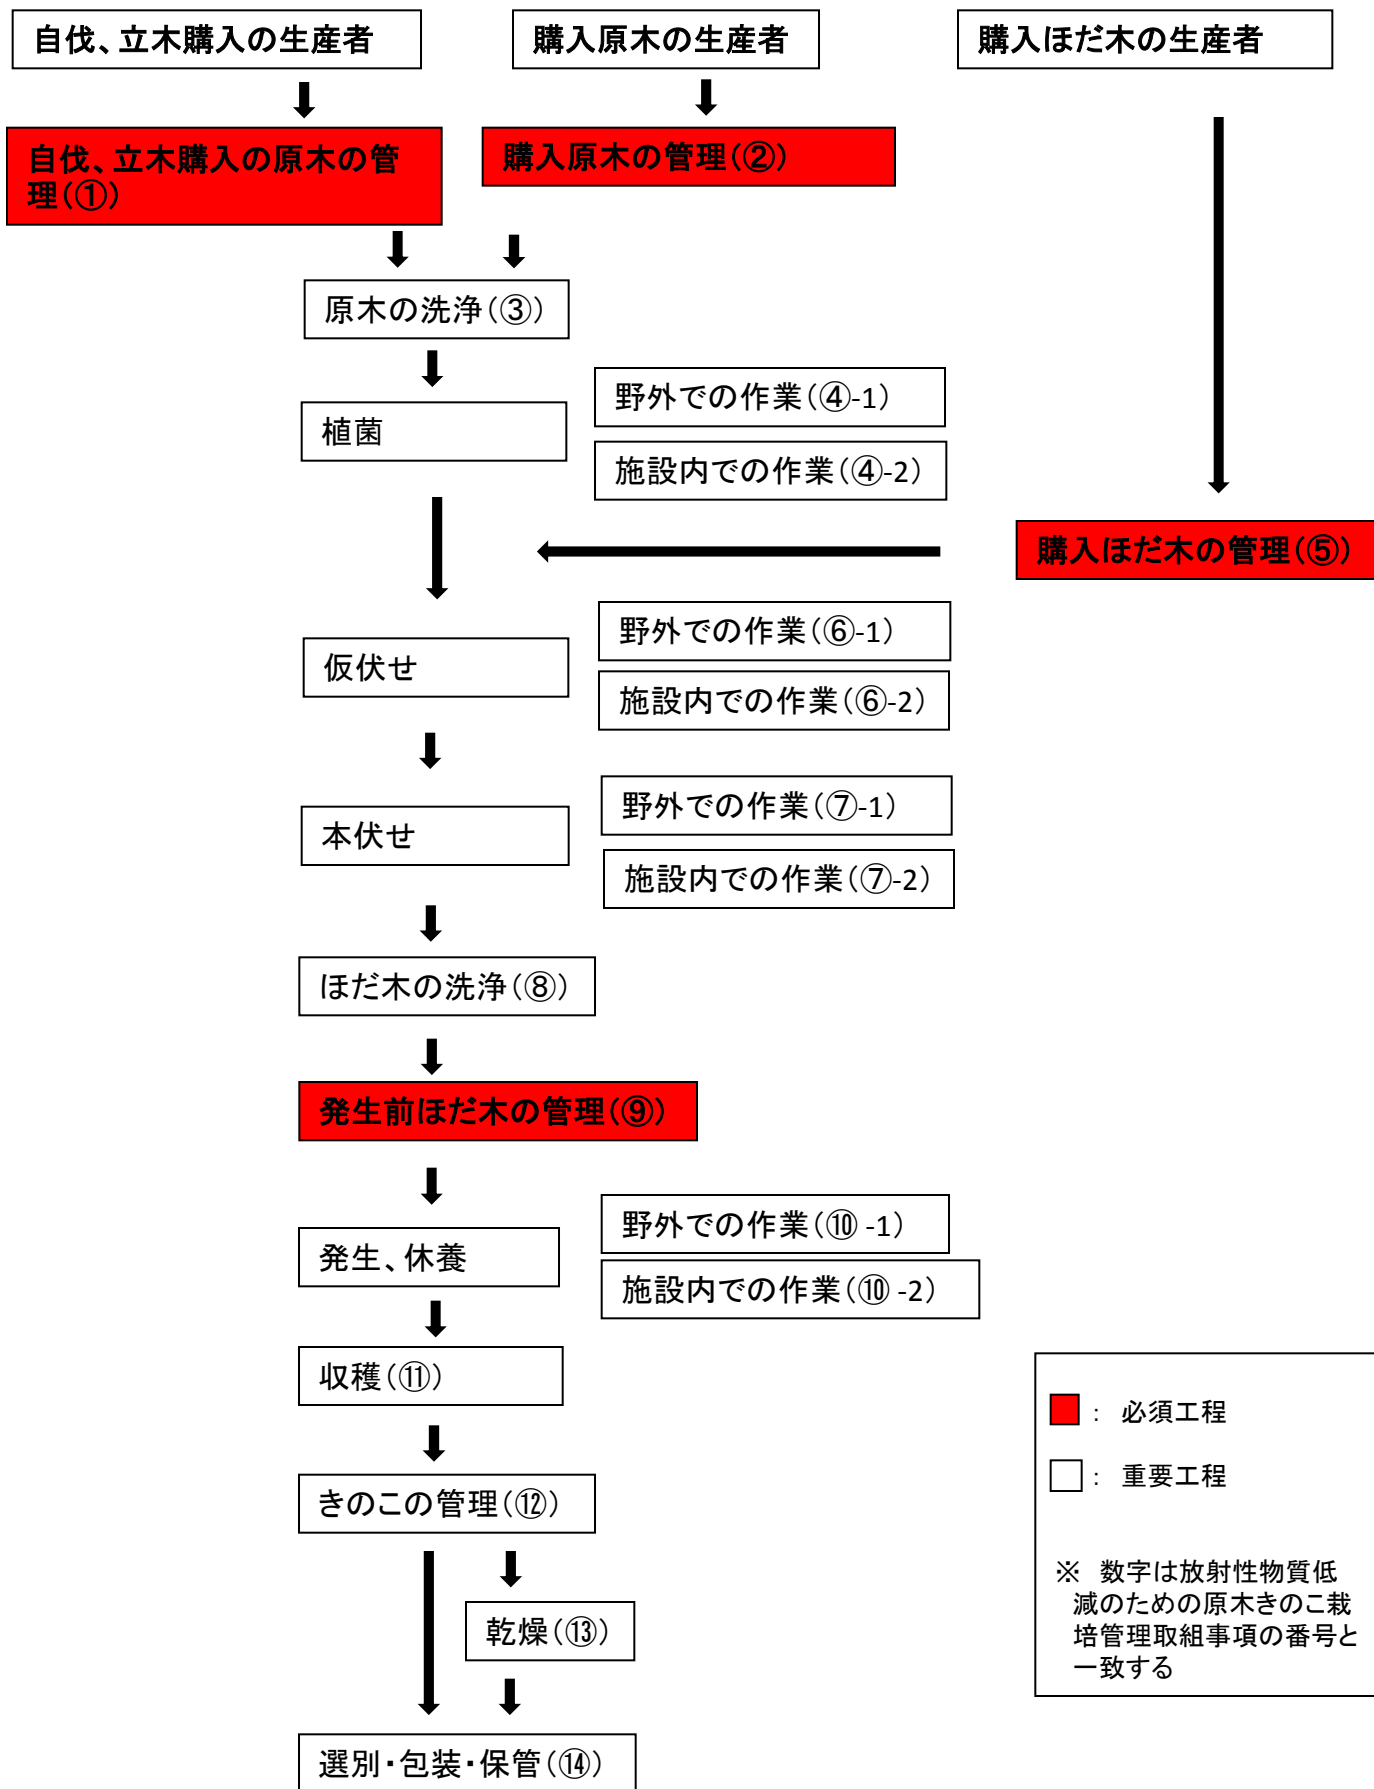 自伐、立木購入の生産者
購入原木の生産者
購入ほだ木の生産者
自伐、立木購入の原木の管
理(①)
購入原木の管理(②)
原木の洗浄(③)
植菌
野外での作業(④-1)
施設内での作業(④-2)
購入ほだ木の管理(⑤)
仮伏せ
野外での作業(⑥-1)
施設内での作業(⑥-2)
本伏せ
野外での作業(⑦-1)
施設内での作業(⑦-2)
ほだ木の洗浄(⑧)
発生前ほだ木の管理(⑨)
発生、休養
野外での作業(⑩ -1)
施設内での作業(⑩ -2)
収穫(⑪)
きのこの管理(⑫)
乾燥(⑬)
選別・包装・保管(⑭)
： 必須工程
： 重要工程
※ 数字は放射性物質低
減のための原木きのこ栽
培管理取組事項の番号と
一致する